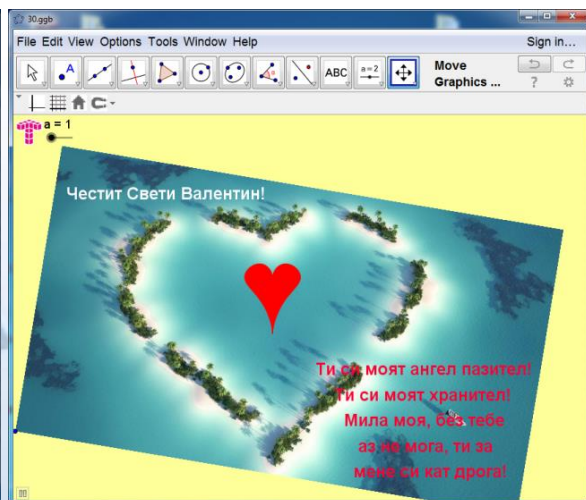 30.ggb
File Edit View Options Tools Window Help
Sign in...
ABC
a=2
Move
Graphics ...
?
a = 1
Честит Свети Валентин!
Ти си моят ангел пазител!
Ти си моят хранител!
Мила моя, без тебе
аз не мога, ти за
мене си кат дрога!